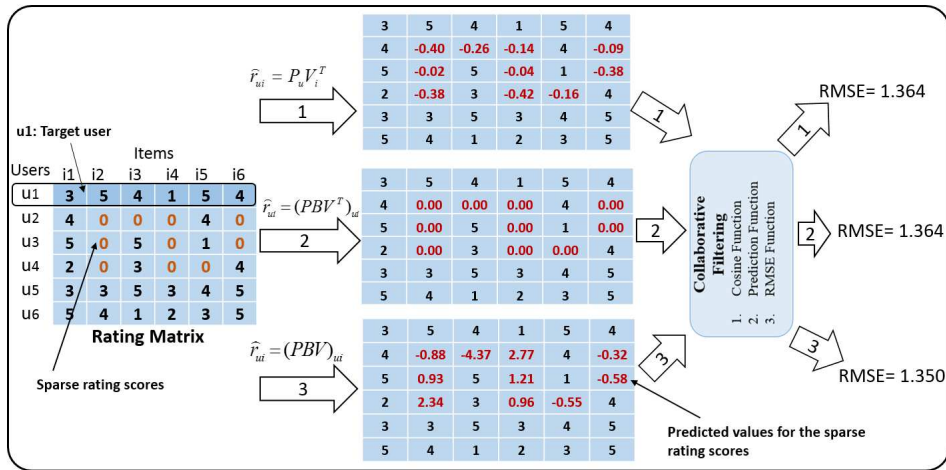 u1: Target user
Users
Items
i1 i2 i3 i4 i5 i6
u1 3 5 4 1 5 4
u2 4 0 0 0 4 0
u3 5 0 5 0 1 0
u4 2 0 3 0 0 4
u5 3 3 5 3 4 5
u6 5 4 1 2 3 5
Rating Matrix
Sparse rating scores
r̂ui = PuViT
1
3 5 4 1 5 4
4 -0.40 -0.26 -0.14 4 -0.09
5 -0.02 5 -0.04 1 -0.38
2 -0.38 3 -0.42 -0.16 4
3 3 5 3 4 5
5 4 1 2 3 5
1
r̂ui = (PBVT)ui
2
3 5 4 1 5 4
4 0.00 0.00 0.00 4 0.00
5 0.00 5 0.00 1 0.00
2 0.00 3 0.00 0.00 4
3 3 5 3 4 5
5 4 1 2 3 5
2
r̂ui = (PBV)ui
3
3 5 4 1 5 4
4 -0.88 -4.37 2.77 4 -0.32
5 0.93 5 1.21 1 -0.58
2 2.34 3 0.96 -0.55 4
3 3 5 3 4 5
5 4 1 2 3 5
3
Predicted values for the sparse
rating scores
Collaborative
Filtering
1. Cosine Function
2. Prediction Function
3. RMSE Function
1
RMSE= 1.364
2
RMSE= 1.364
3
RMSE= 1.350